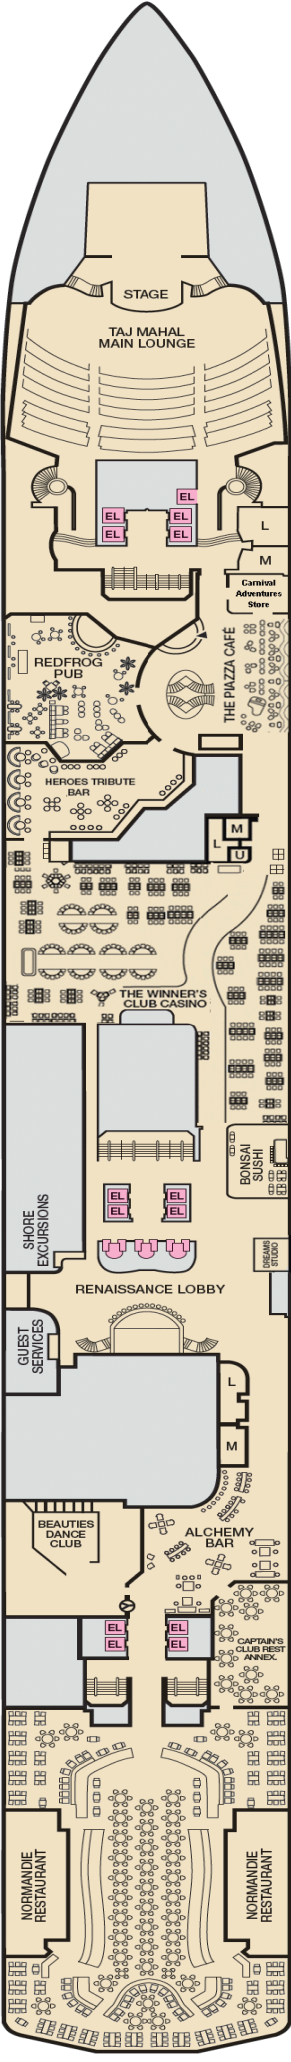 STAGE
TAJ MAHAL
MAIN LOUNGE
EL
EL
EL
EL
EL
L
M
Carnival
Adventures
Store
REDFROG
PUB
THE PIAZZA CAFÉ
HEROES TRIBUTE
BAR
M
L
U
THE WINNER'S
CLUB CASINO
BONSAI
SUSHI
EL
EL
EL
EL
SHORE
EXCURSIONS
DREAMS
STUDIO
RENAISSANCE LOBBY
GUEST
SERVICES
L
M
BEAUTIES
DANCE
CLUB
ALCHEMY
BAR
EL
EL
EL
EL
CAPTAIN'S
CLUB REST
ANNEX.
NORMANDIE
RESTAURANT
NORMANDIE
RESTAURANT